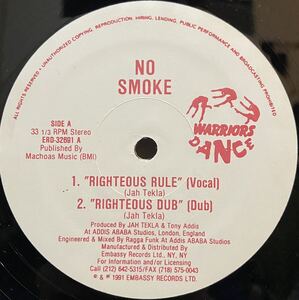 ALL RIGHTS RESERVED • UNAUTHORIZED COPYING, REPRODUCTION, HIRING, LENDING, PUBLIC PERFORMANCE AND BROADCASTING PROHIBITED
NO
SMOKE
SIDE A
33 1/3 RPM Stereo
ERD-32691 A
Published By
Machoas Music (BMI)
WARRIORS
DANCE
1. "RIGHTEOUS RULE" (Vocal)
(Jah Tekla)
2. "RIGHTEOUS DUB" (Dub)
(Jah Tekla)
Produced By JAH TEKLA & Tony Addis
At ADDIS ABABA Studios, London, England
Engineered & Mixed By Ragga Funk At ADDIS ABABA Studios
Manufactured & Distributed By
Embassy Records Ltd., NY, NY
For Information and/or Licensing
Call (212) 642-5315/FAX (718) 575-0043
© & ℗ 1991 EMBASSY RECORDS LTD.